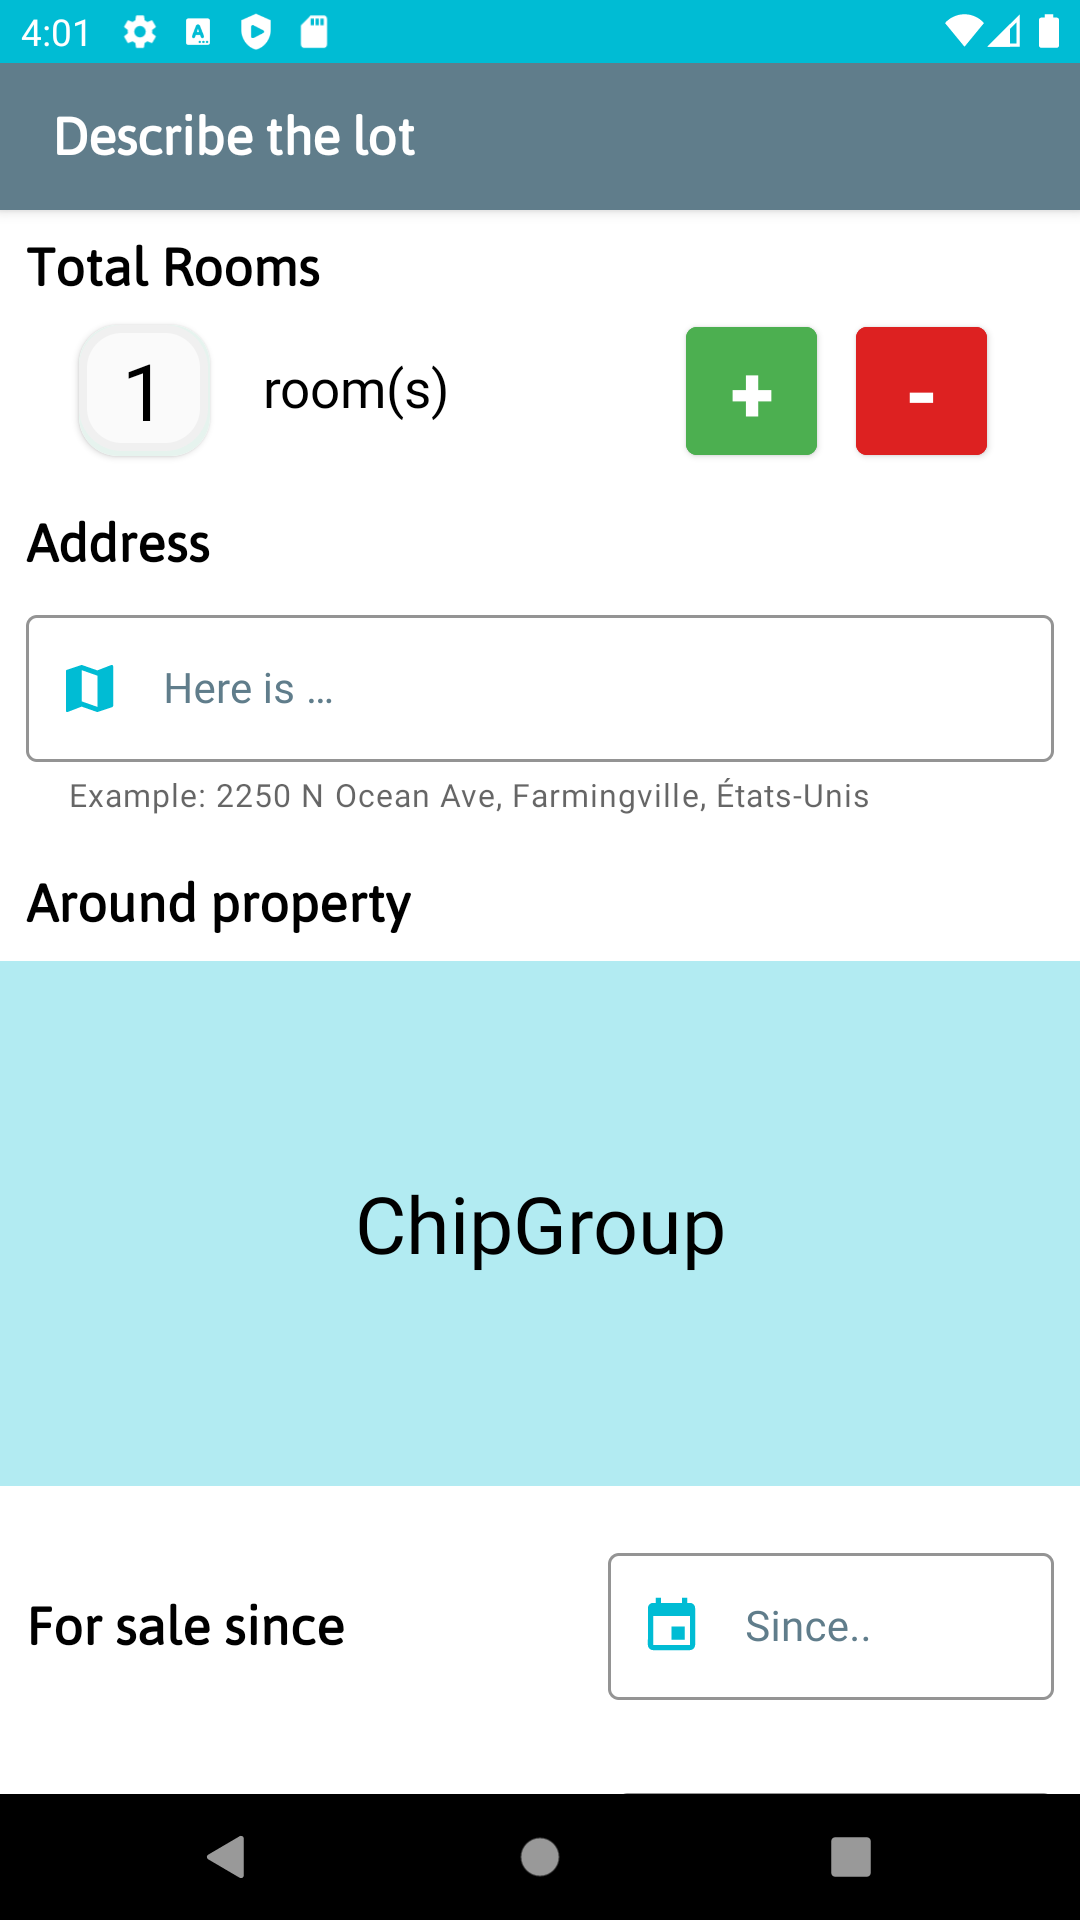 4:01
Describe the lot
Total Rooms
1 room(s) + -
Address
Here is ...
Example: 2250 N Ocean Ave, Farmingville, États-Unis
Around property
ChipGroup
For sale since
Since..